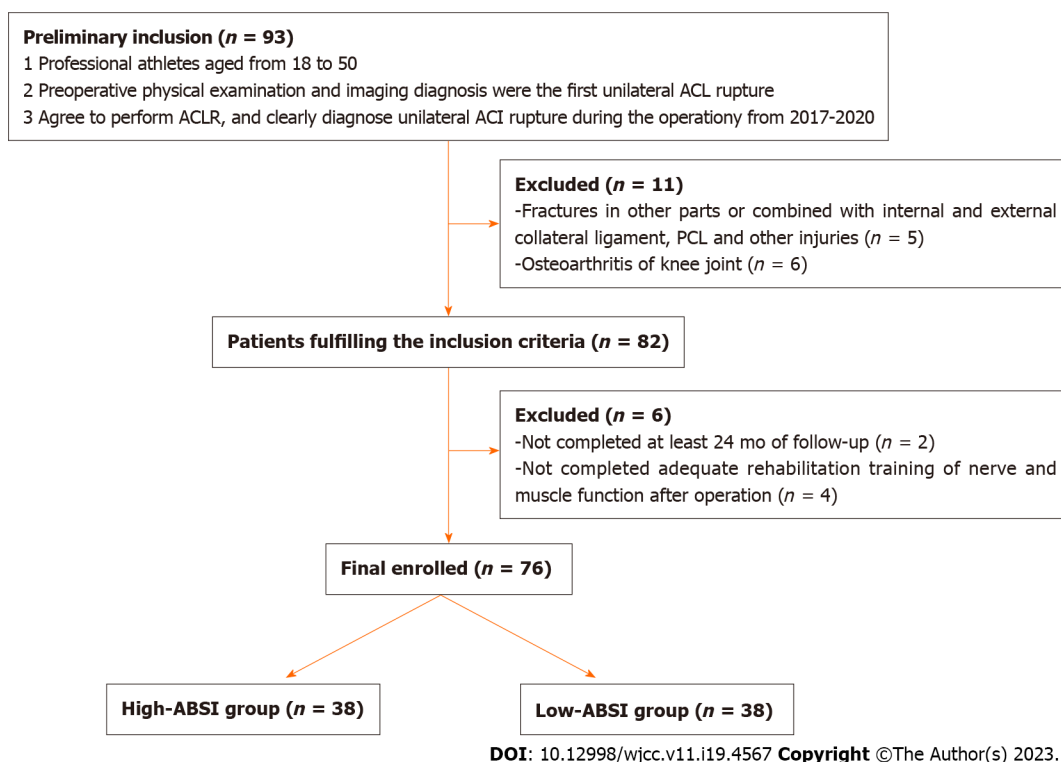 Preliminary inclusion (n = 93)
1 Professional athletes aged from 18 to 50
2 Preoperative physical examination and imaging diagnosis were the first unilateral ACL rupture
3 Agree to perform ACLR, and clearly diagnose unilateral ACI rupture during the operationy from 2017-2020
Excluded (n = 11)
-Fractures in other parts or combined with internal and external
collateral ligament, PCL and other injuries (n = 5)
-Osteoarthritis of knee joint (n = 6)
Patients fulfilling the inclusion criteria (n = 82)
Excluded (n = 6)
-Not completed at least 24 mo of follow-up (n = 2)
-Not completed adequate rehabilitation training of nerve and
muscle function after operation (n = 4)
Final enrolled (n = 76)
High-ABSI group (n = 38)
Low-ABSI group (n = 38)
DOI: 10.12998/wjcc.v11.i19.4567 Copyright ©The Author(s) 2023.